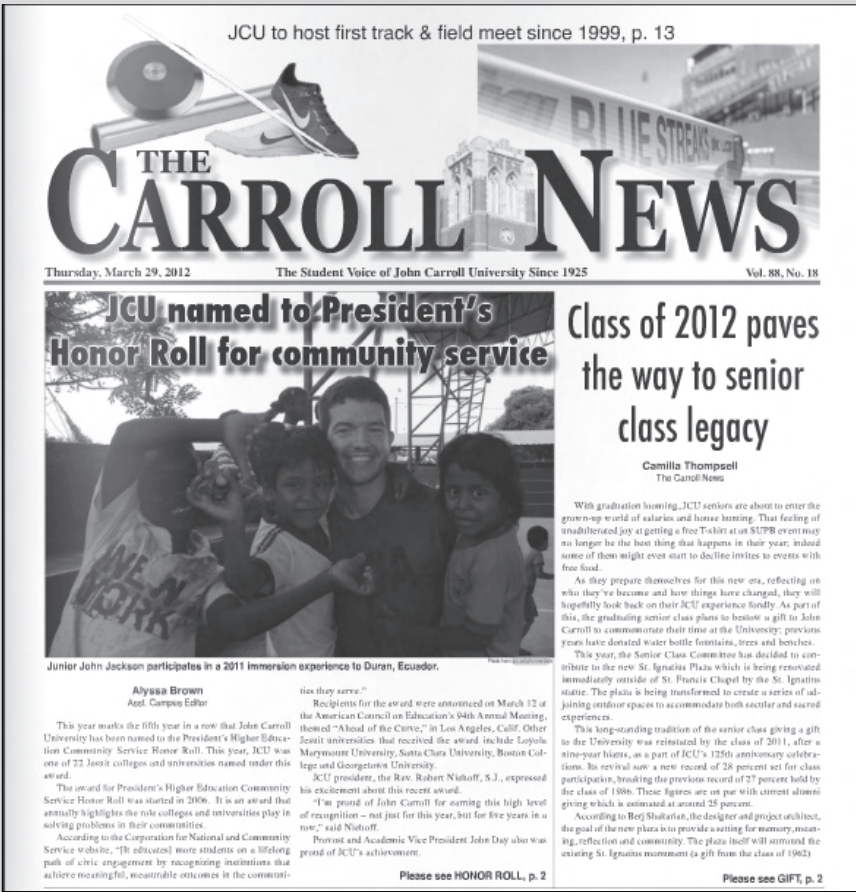 JCU to host first track & field meet since 1999, p. 13
BLUE STREAKS
THE
CARROLL NEWS
Thursday, March 29, 2012 The Student Voice of John Carroll University Since 1925 Vol. 88, No. 18
JCU named to President's
Honor Roll for community service
NEW
YORK
Junior John Jackson participates in a 2011 immersion experience to Duran, Ecuador.
Alyssa Brown
Asst. Campus Editor
This year marks the fifth year in a row that John Carroll
University has been named to the President's Higher Educa-
tion Community Service Honor Roll. This year, JCU was
one of 22 Jesuit colleges and universities named under this
award.
The award for President's Higher Education Community
Service Honor Roll was started in 2006. It is an award that
annually highlights the role colleges and universities play in
solving problems in their communities.
According to the Corporation for National and Community
Service website, "[It educates] more students on a lifelong
path of civic engagement by recognizing institutions that
achieve meaningful, measurable outcomes in the communi-
ties they serve."
Recipients for the award were announced on March 12 at
the American Council on Education's 94th Annual Meeting,
themed "Ahead of the Curve," in Los Angeles, Calif. Other
Jesuit universities that received the award include Loyola
Marymount University, Santa Clara University, Boston Col-
lege and Georgetown University.
JCU president, the Rev. Robert Niehoff, S.J., expressed
his excitement about this recent award.
"I'm proud of John Carroll for earning this high level
of recognition – not just for this year, but for five years in a
row," said Niehoff.
Provost and Academic Vice President John Day also was
proud of JCU's achievement.
Please see HONOR ROLL, p. 2
Class of 2012 paves
the way to senior
class legacy
Camilla Thompsell
The Carroll News
With graduation looming, JCU seniors are about to enter the
grown-up world of salaries and house hunting. That feeling of
unadulterated joy at getting a free T-shirt at an SUPB event may
no longer be the best thing that happens in their year; indeed
some of them might even start to decline invites to events with
free food.
As they prepare themselves for this new era, reflecting on
who they've become and how things have changed, they will
hopefully look back on their JCU experience fondly. As part of
this, the graduating senior class plans to bestow a gift to John
Carroll to commemorate their time at the University; previous
years have donated water bottle fountains, trees and benches.
This year, the Senior Class Committee has decided to con-
tribute to the new St. Ignatius Plaza which is being renovated
immediately outside of St. Francis Chapel by the St. Ignatius
statue. The plaza is being transformed to create a series of ad-
joining outdoor spaces to accommodate both secular and sacred
experiences.
This long-standing tradition of the senior class giving a gift
to the University was reinstated by the class of 2011, after a
nine-year hiatus, as a part of JCU's 125th anniversary celebra-
tions. Its revival saw a new record of 28 percent set for class
participation, breaking the previous record of 27 percent held by
the class of 1986. These figures are on par with current alumni
giving which is estimated at around 25 percent.
According to Berj Shakarian, the designer and project architect,
the goal of the new plaza is to provide a setting for memory, mean-
ing, reflection and community. The plaza itself will surround the
existing St. Ignatius monument (a gift from the class of 1962)
Please see GIFT, p. 2